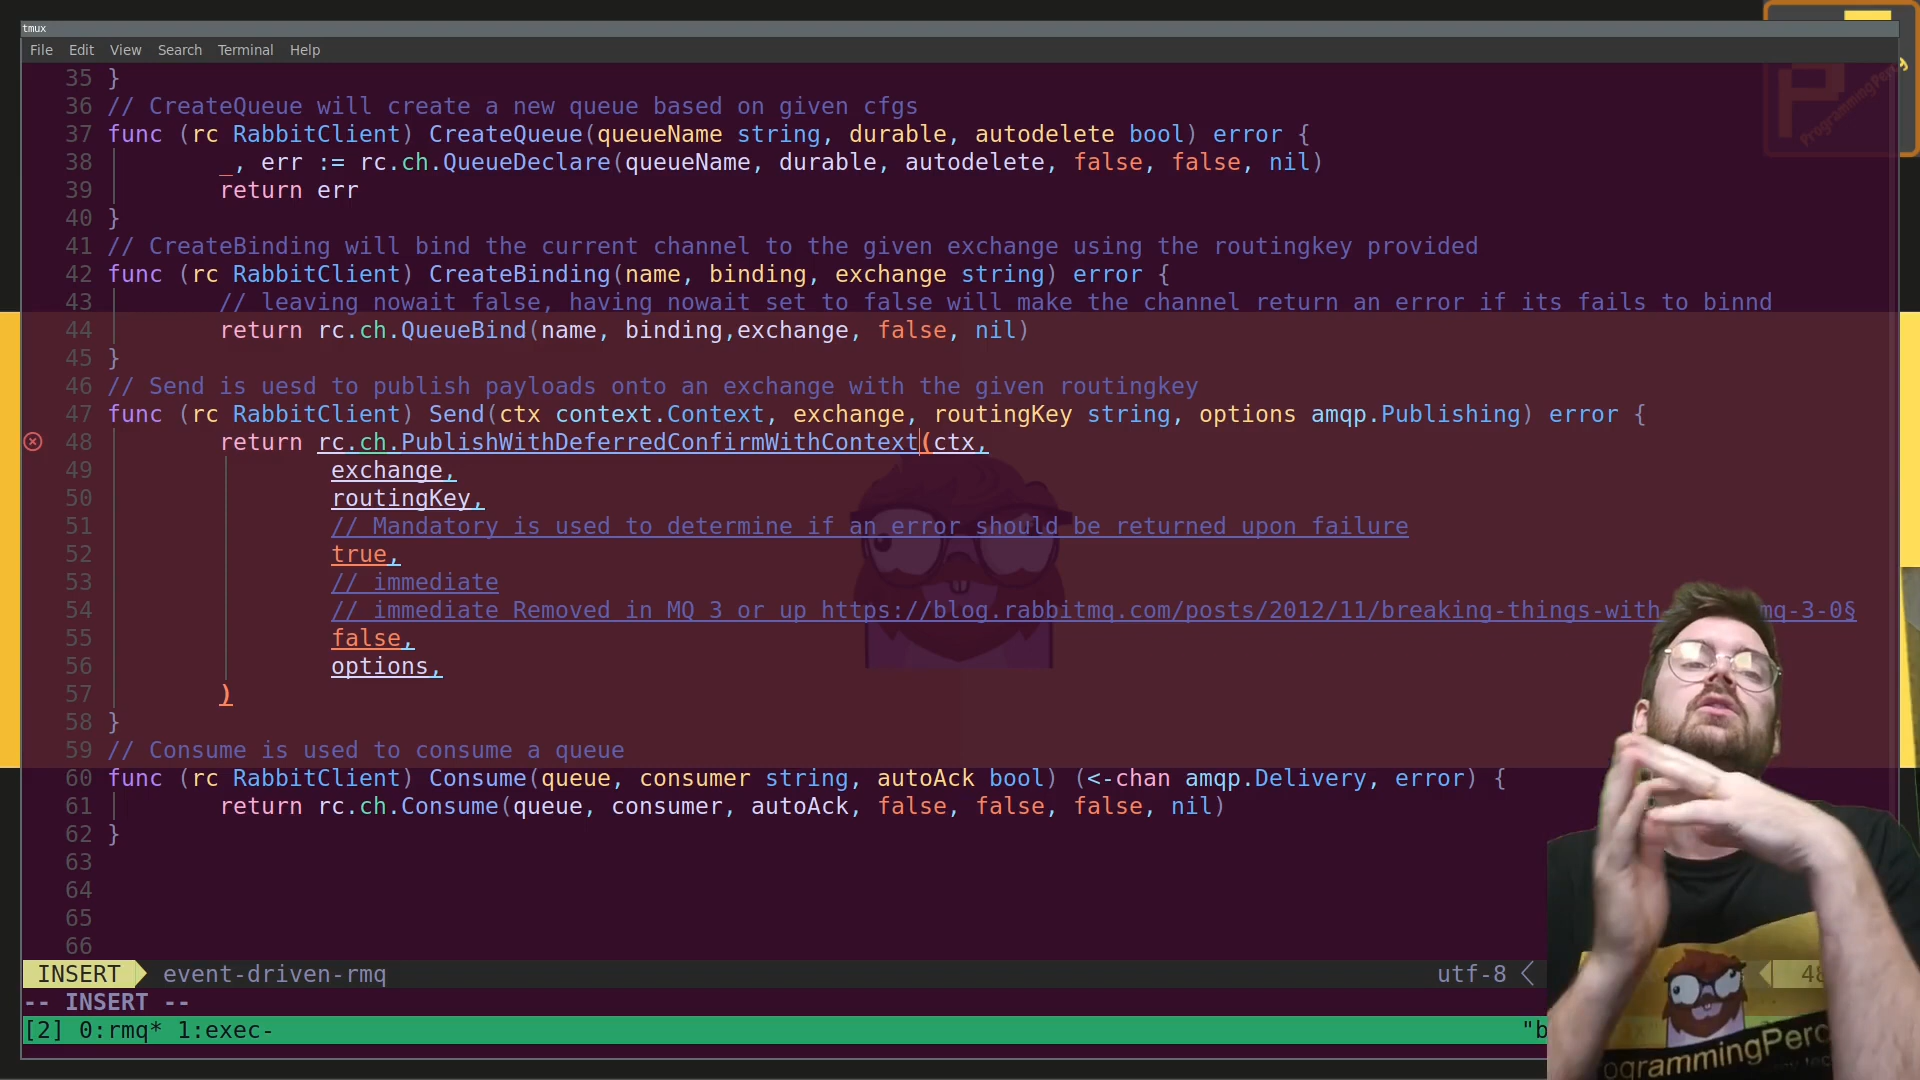 tmux
File Edit View Search Terminal Help
35 }
36 // CreateQueue will create a new queue based on given cfgs
37 func (rc RabbitClient) CreateQueue(queueName string, durable, autodelete bool) error {
38 _, err := rc.ch.QueueDeclare(queueName, durable, autodelete, false, false, nil)
39 return err
40 }
41 // CreateBinding will bind the current channel to the given exchange using the routingkey provided
42 func (rc RabbitClient) CreateBinding(name, binding, exchange string) error {
43 // leaving nowait false, having nowait set to false will make the channel return an error if its fails to binnd
44 return rc.ch.QueueBind(name, binding,exchange, false, nil)
45 }
46 // Send is uesd to publish payloads onto an exchange with the given routingkey
47 func (rc RabbitClient) Send(ctx context.Context, exchange, routingKey string, options amqp.Publishing) error {
48 return rc.ch.PublishWithDeferredConfirmWithContext(ctx,
49 exchange,
50 routingKey,
51 // Mandatory is used to determine if an error should be returned upon failure
52 true,
53 // immediate
54 // immediate Removed in MQ 3 or up https://blog.rabbitmq.com/posts/2012/11/breaking-things-with- mq-3-0§
55 false,
56 options,
57 )
58 }
59 // Consume is used to consume a queue
60 func (rc RabbitClient) Consume(queue, consumer string, autoAck bool) (<-chan amqp.Delivery, error) {
61 return rc.ch.Consume(queue, consumer, autoAck, false, false, false, nil)
62 }
63
64
65
66
INSERT event-driven-rmq utf-8
-- INSERT --
[2] 0:rmq* 1:exec- "b